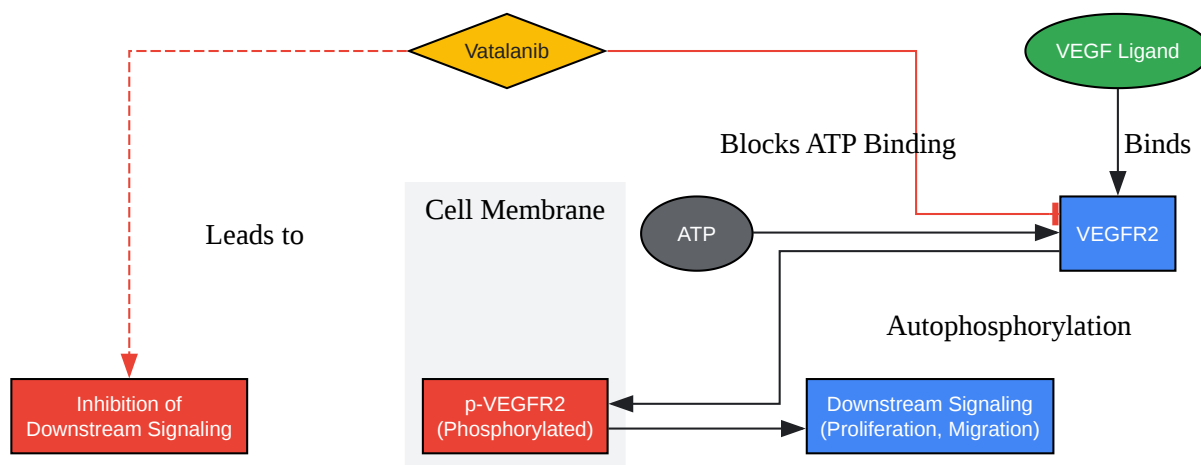 Vatalanib
VEGF Ligand
Blocks ATP Binding
Binds
Cell Membrane
Leads to
ATP
VEGFR2
Autophosphorylation
Inhibition of
Downstream Signaling
p-VEGFR2
(Phosphorylated)
Downstream Signaling
(Proliferation, Migration)